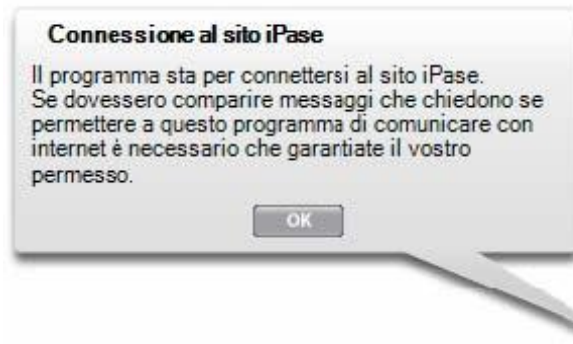 Connessione al sito iPase
Il programma sta per connettersi al sito iPase.
Se dovessero comparire messaggi che chiedono se
permettere a questo programma di comunicare con
internet è necessario che garantiate il vostro
permesso.
OK